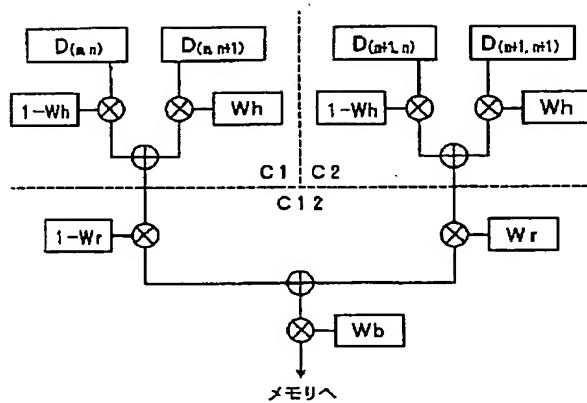 D(n,n) D(n,n+1) D(n+1,n) D(n+1,n+1)
1-Wh Wh 1-Wh Wh
C1 C2
C12
1-Wr Wr
Wb
メモリへ